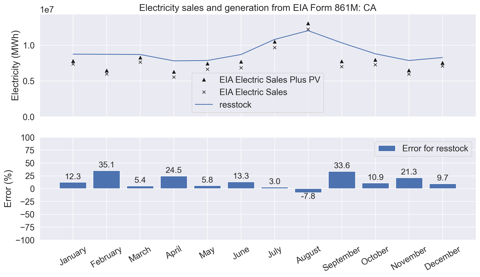 Electricity sales and generation from EIA Form 861M: CA
1e7
1.0
0.5
0.0
Electricity (MWh)
EIA Electric Sales Plus PV
EIA Electric Sales
resstock
100
75
50
25
0
−25
−50
−75
−100
Error (%)
Error for resstock
12.3
35.1
5.4
24.5
5.8
13.3
3.0
-7.8
33.6
10.9
21.3
9.7
January
February
March
April
May
June
July
August
September
October
November
December